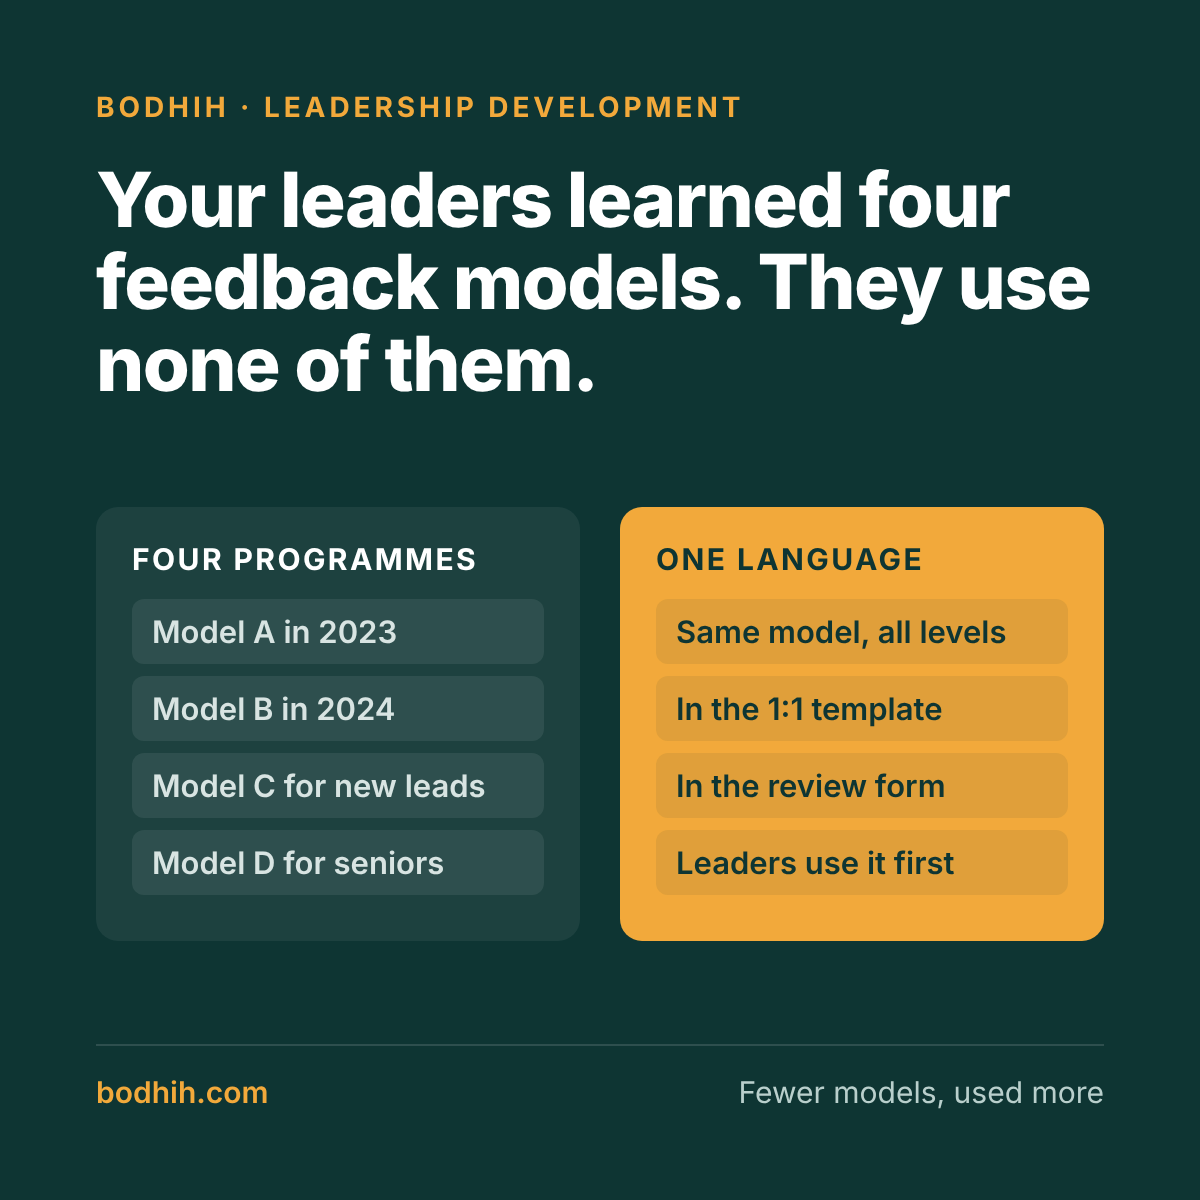 BODHIH · LEADERSHIP DEVELOPMENT
Your leaders learned four
feedback models. They use
none of them.
FOUR PROGRAMMES
Model A in 2023
Model B in 2024
Model C for new leads
Model D for seniors
ONE LANGUAGE
Same model, all levels
In the 1:1 template
In the review form
Leaders use it first
bodhih.com
Fewer models, used more